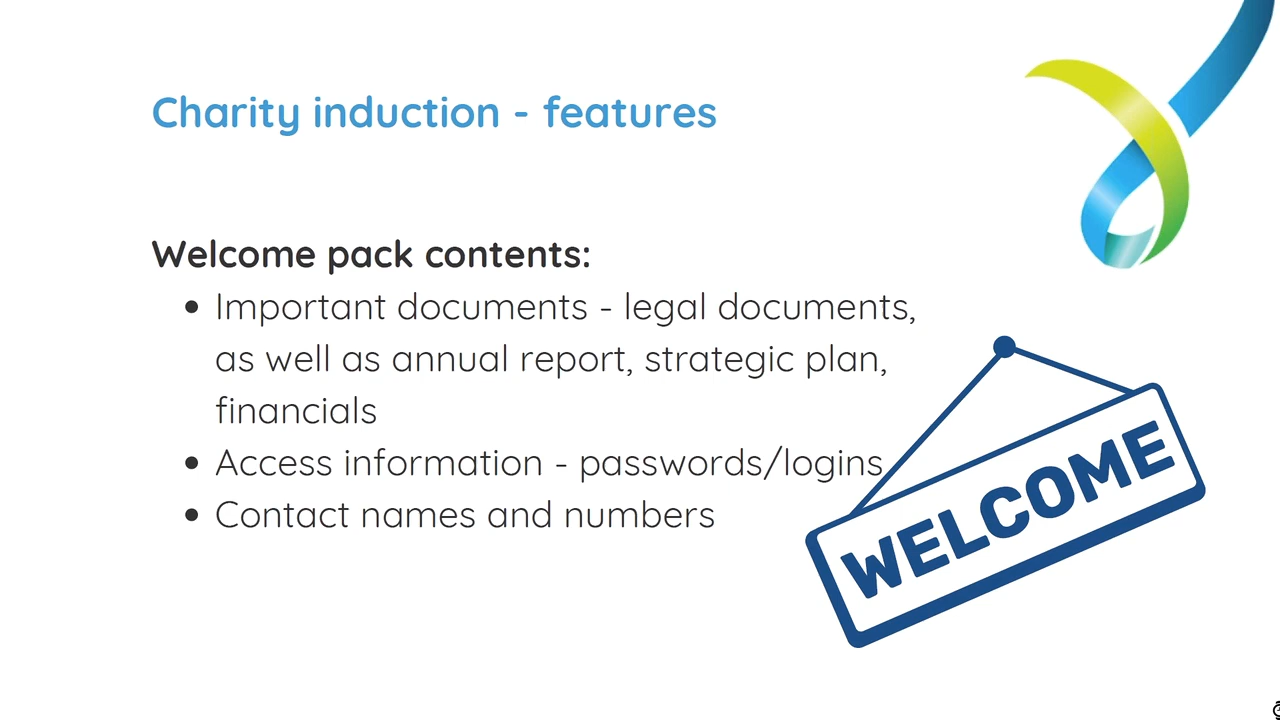 Charity induction - features
Welcome pack contents:
• Important documents - legal documents,
as well as annual report, strategic plan,
financials
• Access information - passwords/logins
• Contact names and numbers
WELCOME